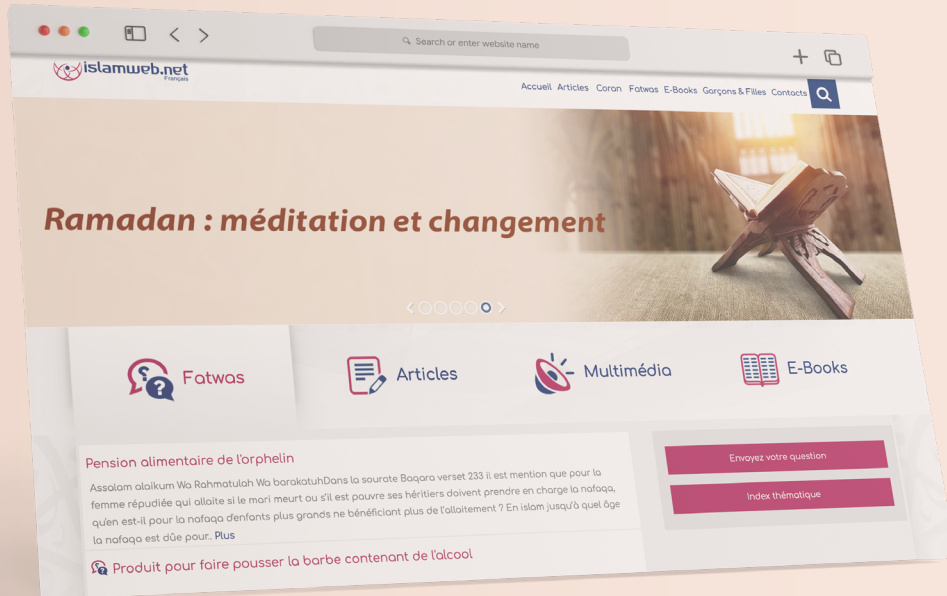 Search or enter website name
islamweb.net
Français
Accueil Articles Coran Fatwas E-Books Garçons & Filles Contacts
Ramadan : méditation et changement
Fatwas
Articles
Multimédia
E-Books
Pension alimentaire de l'orphelin
Assalam alaikum Wa Rahmatulah Wa barakatuhDans la sourate Baqara verset 233 il est mention que pour la
femme répudiée qui allaite si le mari meurt ou s'il est pauvre ses héritiers doivent prendre en charge la nafaqa,
qu'en est-il pour la nafaqa d'enfants plus grands ne bénéficiant plus de l'allaitement ? En islam jusqu'à quel âge
la nafaqa est dûe pour.. Plus
Produit pour faire pousser la barbe contenant de l'alcool
Envoyez votre question
Index thématique